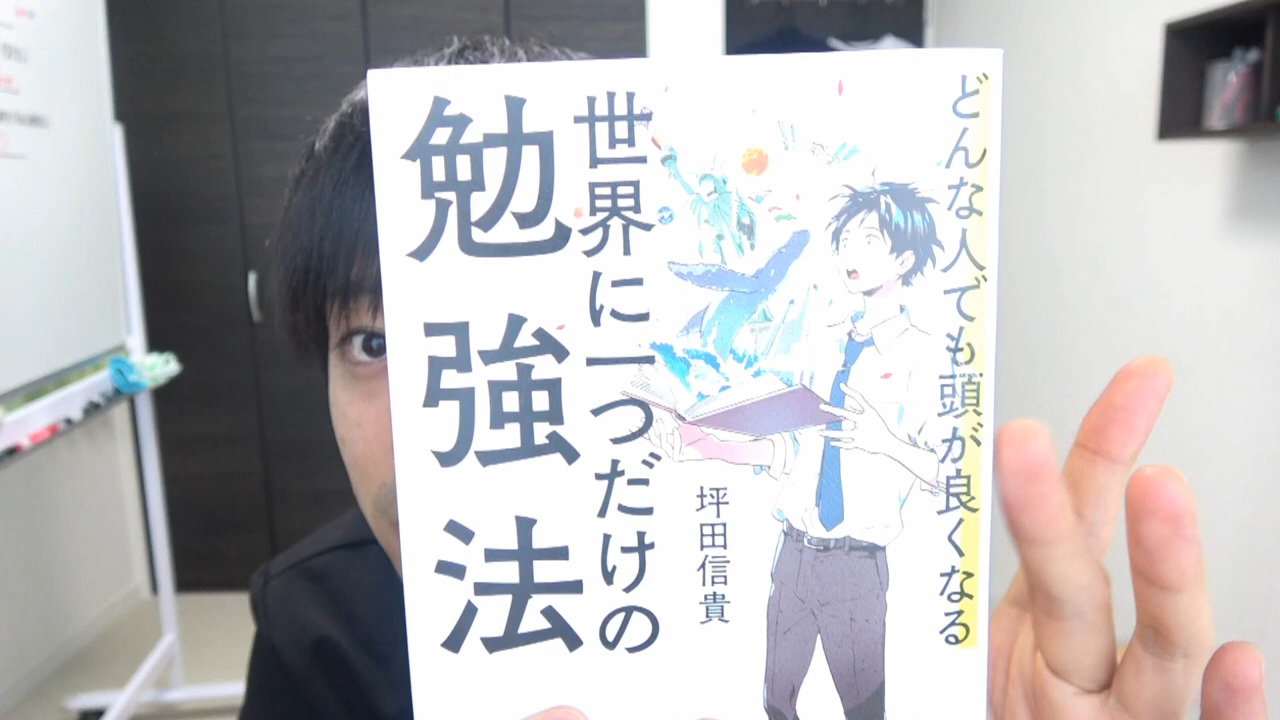 どんな人でも頭が良くなる
世界に一つだけの
勉強法
坪田信貴